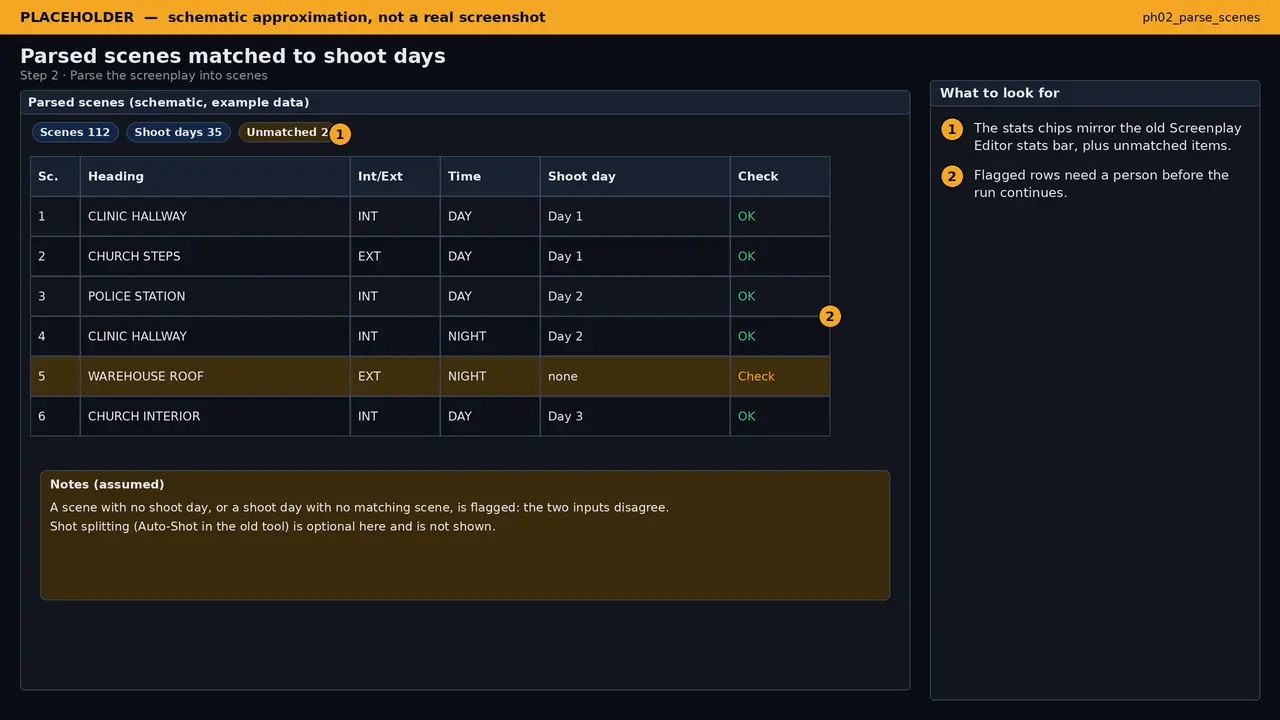 PLACEHOLDER — schematic approximation, not a real screenshot
ph02_parse_scenes
Parsed scenes matched to shoot days
Step 2 · Parse the screenplay into scenes
Parsed scenes (schematic, example data)
Scenes 112 Shoot days 35 Unmatched 2 1
Sc. Heading Int/Ext Time Shoot day Check
1 CLINIC HALLWAY INT DAY Day 1 OK
2 CHURCH STEPS EXT DAY Day 1 OK
3 POLICE STATION INT DAY Day 2 OK
2
4 CLINIC HALLWAY INT NIGHT Day 2 OK
5 WAREHOUSE ROOF EXT NIGHT none Check
6 CHURCH INTERIOR INT DAY Day 3 OK
Notes (assumed)
A scene with no shoot day, or a shoot day with no matching scene, is flagged: the two inputs disagree.
Shot splitting (Auto-Shot in the old tool) is optional here and is not shown.
What to look for
1 The stats chips mirror the old Screenplay
Editor stats bar, plus unmatched items.
2 Flagged rows need a person before the
run continues.